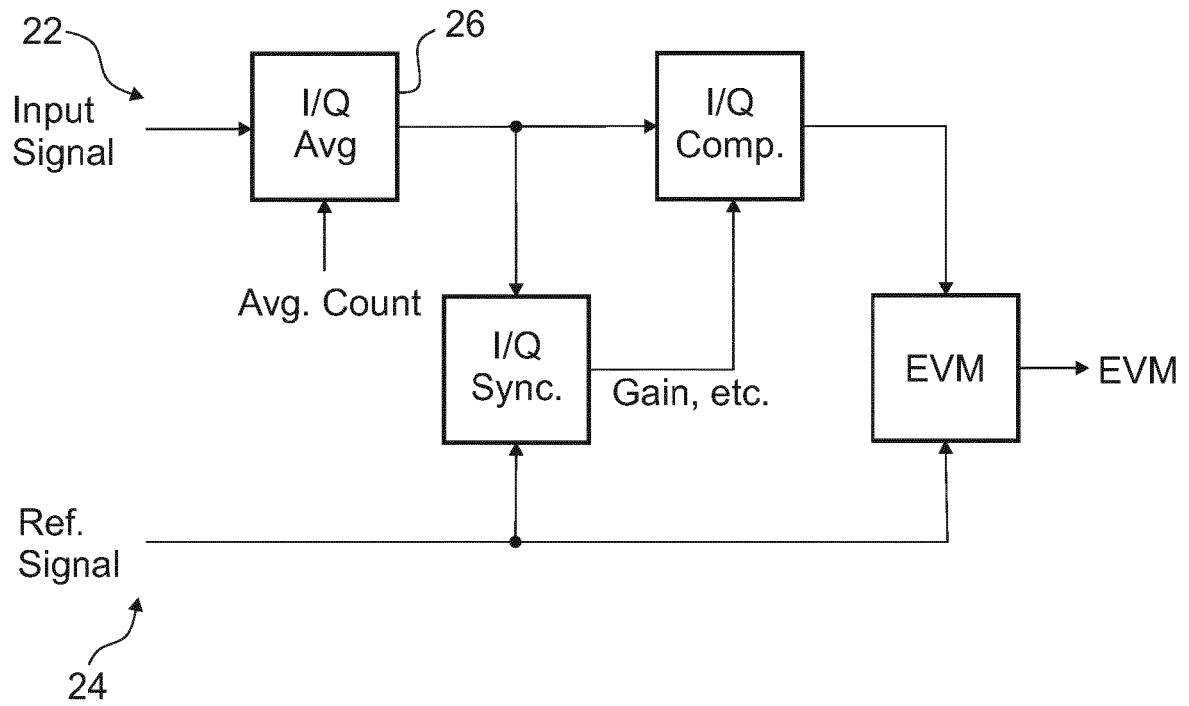 22
26
Input
Signal
I/Q
Avg
I/Q
Comp.
Avg. Count
I/Q
Sync.
Gain, etc.
EVM
EVM
Ref.
Signal
24